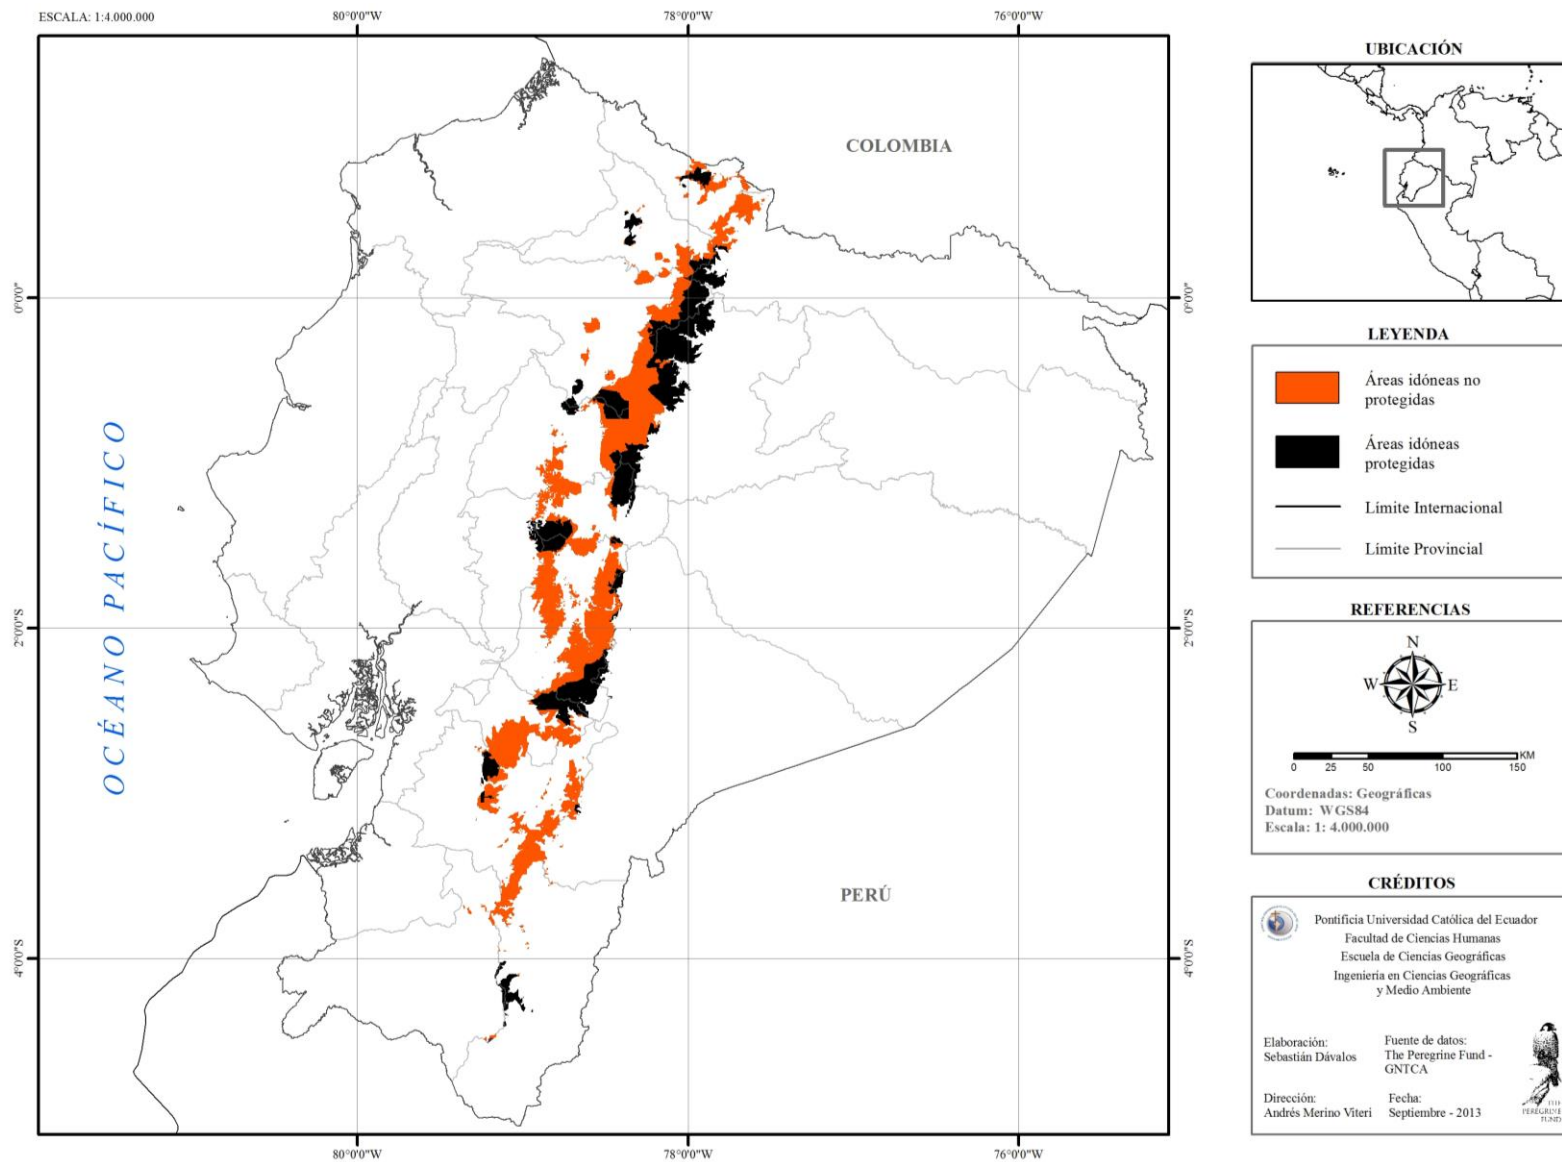 ESCALA: 1:4.000.000
80°0'0"W
78°0'0"W
76°0'0"W
0°0'0"
2°0'0"S
4°0'0"S
OCÉANO PACÍFICO
COLOMBIA
PERÚ
0°0'0"
2°0'0"S
4°0'0"S
80°0'0"W
78°0'0"W
76°0'0"W
UBICACIÓN
LEYENDA
Áreas idóneas no
protegidas
Áreas idóneas
protegidas
Límite Internacional
Límite Provincial
REFERENCIAS
N
W
E
S
0 25 50 100 150 KM
Coordenadas: Geográficas
Datum: WGS84
Escala: 1: 4.000.000
CRÉDITOS
Pontificia Universidad Católica del Ecuador
Facultad de Ciencias Humanas
Escuela de Ciencias Geográficas
Ingeniería en Ciencias Geográficas
y Medio Ambiente
Elaboración:
Sebastián Dávalos
Fuente de datos:
The Peregrine Fund -
GNTCA
Dirección:
Andrés Merino Viteri
Fecha:
Septiembre - 2013
THE
PEREGRINE
FUND